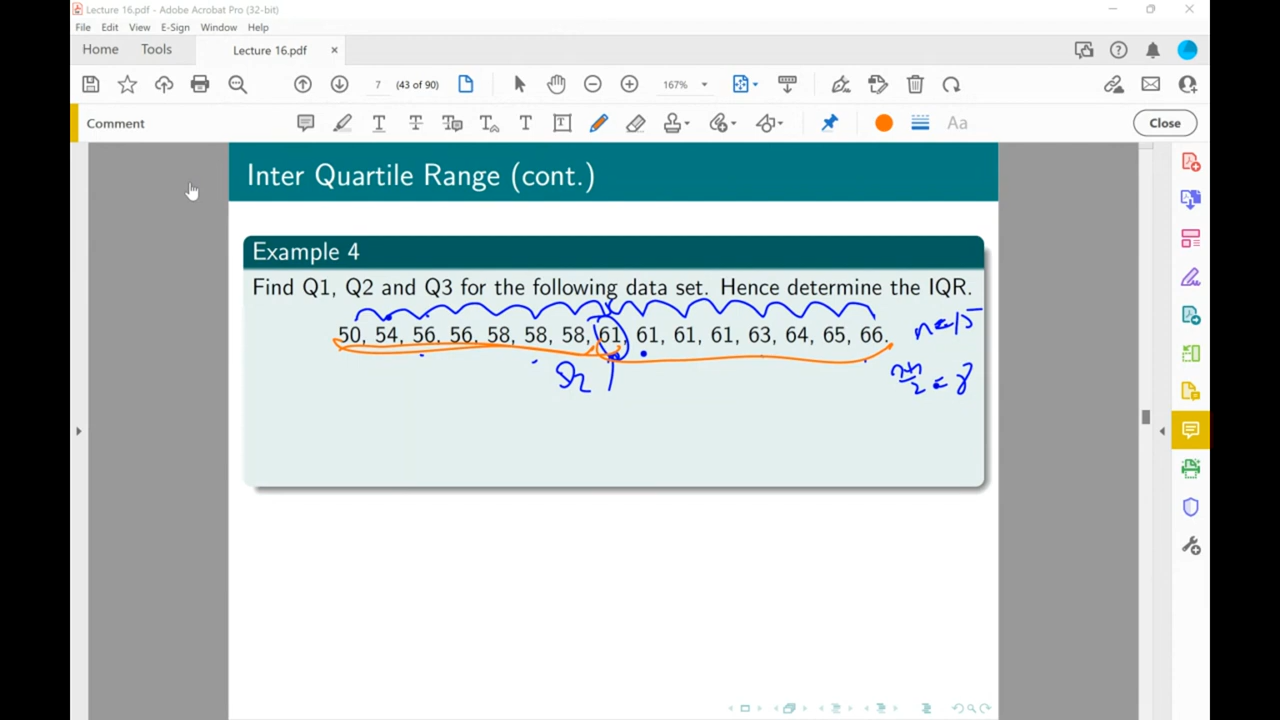 Lecture 16.pdf - Adobe Acrobat Pro (32-bit)
File Edit View E-Sign Window Help
Home Tools Lecture 16.pdf ×
7 (43 of 90) 167%
Comment Aa Close
Inter Quartile Range (cont.)
Example 4
Find Q1, Q2 and Q3 for the following data set. Hence determine the IQR.
50, 54, 56, 56, 58, 58, 58, 61, 61, 61, 61, 63, 64, 65, 66.
n=15
Q2